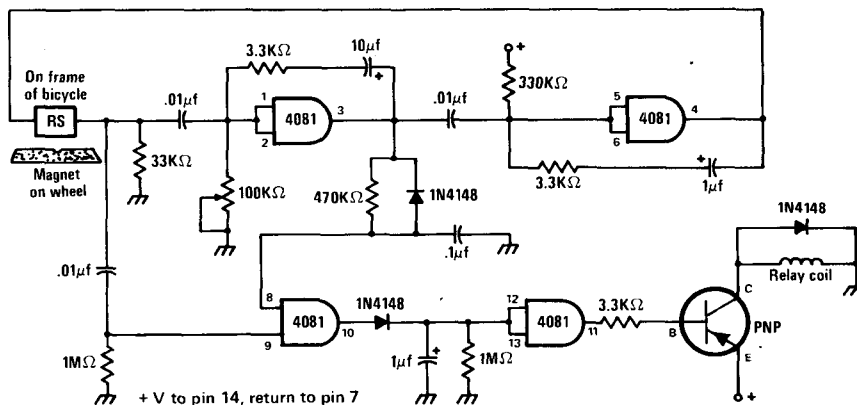 3.3KΩ
10μf
+
+
On frame
of bicycle
RS
Magnet
on wheel
.01μf
1
2
4081
3
.01μf
330KΩ
5
6
4081
4
33KΩ
100KΩ
470KΩ
1N4148
3.3KΩ
+
1μf
.1μf
1N4148
Relay coil
.01μf
8
9
4081
10
1N4148
12
13
4081
11
3.3KΩ
B
C
PNP
E
1MΩ
1μf
+
1MΩ
+
+ V to pin 14, return to pin 7